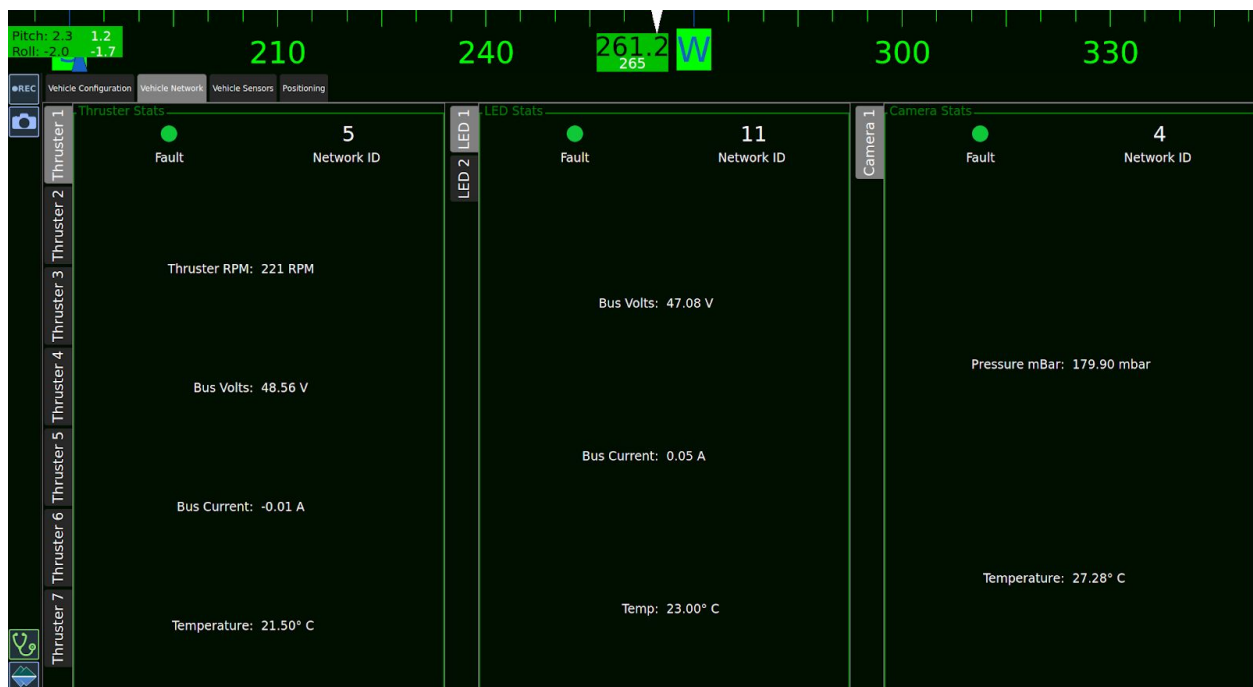 Pitch: 2.3 1.2
Roll: -2.0 -1.7
210
240
261.2
265
W
300
330
REC
Vehicle Configuration
Vehicle Network
Vehicle Sensors
Positioning
Thruster 1
Thruster 2
Thruster 3
Thruster 4
Thruster 5
Thruster 6
Thruster 7
Thruster Stats
5
Fault
Network ID
Thruster RPM: 221 RPM
Bus Volts: 48.56 V
Bus Current: -0.01 A
Temperature: 21.50° C
LED 1
LED 2
LED Stats
11
Fault
Network ID
Bus Volts: 47.08 V
Bus Current: 0.05 A
Temp: 23.00° C
Camera 1
Camera Stats
4
Fault
Network ID
Pressure mBar: 179.90 mbar
Temperature: 27.28° C